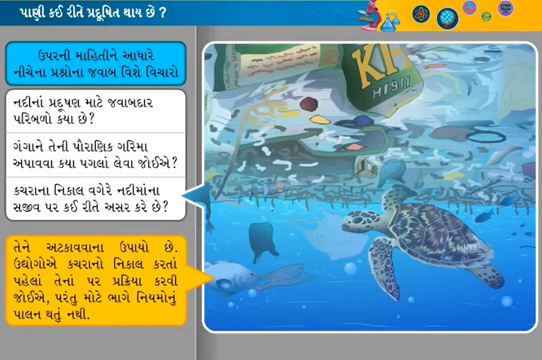 પાણી કઈ રીતે પ્રદૂષિત થાય છે ?
ઉપરની માહિતીને આધારે
નીચેના પ્રશ્નોના જવાબ વિશે વિચારો
નદીનાં પ્રદૂષણ માટે જવાબદાર
પરિબળો કયા છે?
ગંગાને તેની પૌરાણિક ગરિમા
અપાવવા કયા પગલાં લેવા જોઈએ?
કચરાના નિકાલ વગેરે નદીમાંના
સજીવ પર કઈ રીતે અસર કરે છે?
તેને અટકાવવાના ઉપાયો છે.
ઉદ્યોગોએ કચરાનો નિકાલ કરતાં
પહેલાં તેનાં પર પ્રક્રિયા કરવી
જોઈએ, પરંતુ મોટે ભાગે નિયમોનું
પાલન થતું નથી.